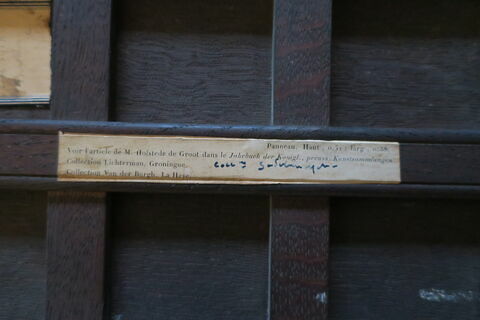 Panneau. Haut., 0,51; larg., 0,38.
Voir l'article de M. Hofstede de Groot dans le Jahrbuch der Königl. preuss. Kunstsammlungen.
Collection Lichterman, Groningue.
Collection Von der Burgh, La Haye.